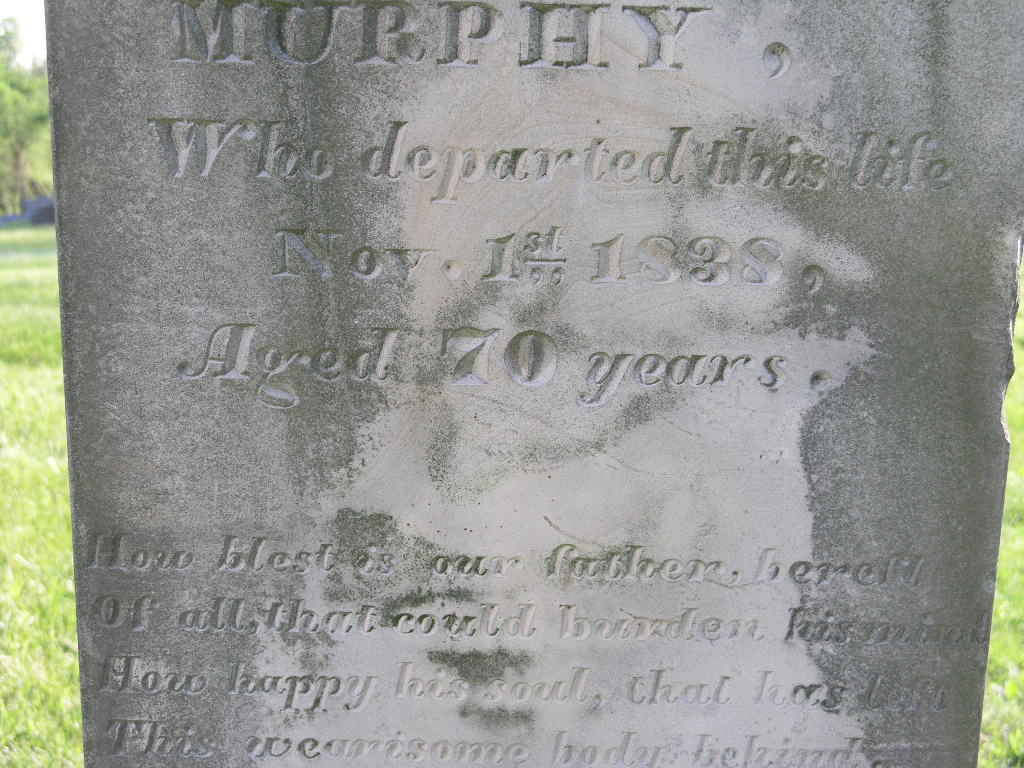 MURPHY,
Who departed this life
Nov. 1st 1838,
Aged 70 years.
How blest is our father, bereft
Of all, that could burden his mind
How happy his soul, that has left
This wearisome body behind.